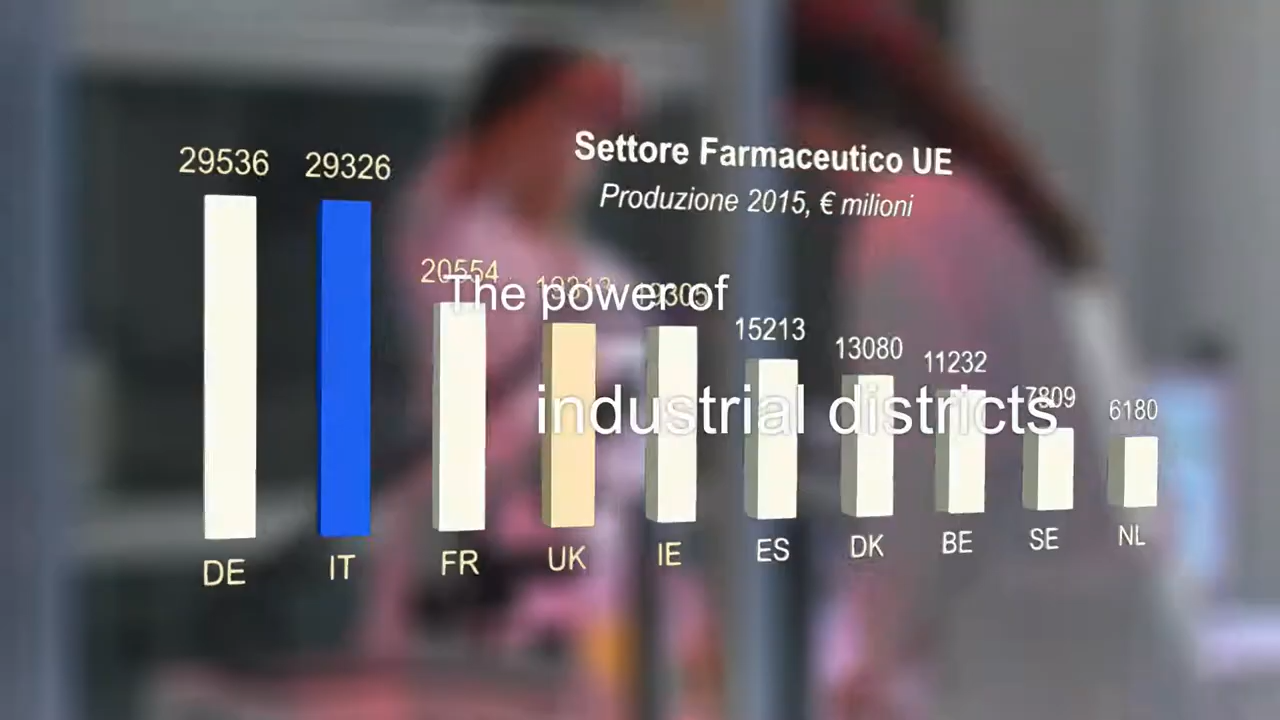 Settore Farmaceutico UE
Produzione 2015, € milioni
29536 29326
20554
15213
13080
11232
7809
6180
The power of
industrial districts
DE IT FR UK IE ES DK BE SE NL